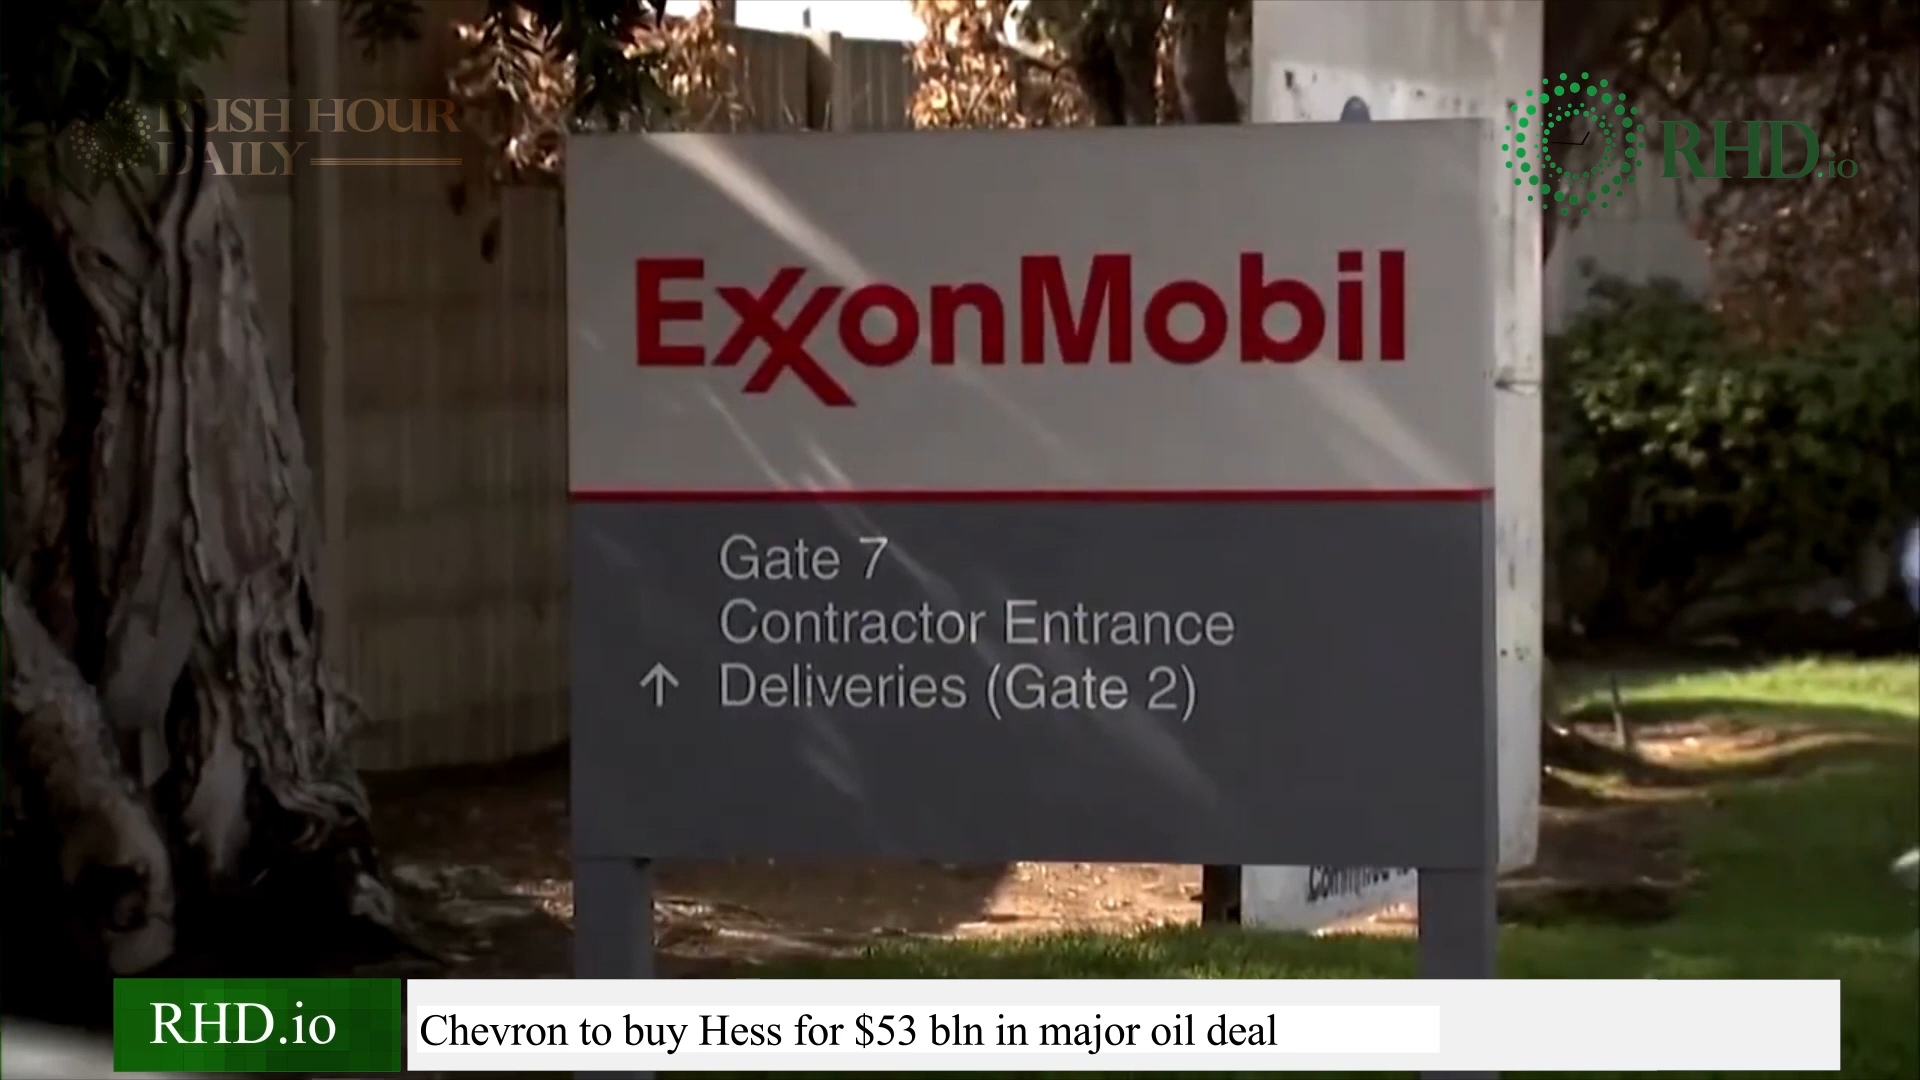 RUSH HOUR
DAILY
RHD.io
ExxonMobil
Gate 7
Contractor Entrance
↑ Deliveries (Gate 2)
RHD.io
Chevron to buy Hess for $53 bln in major oil deal